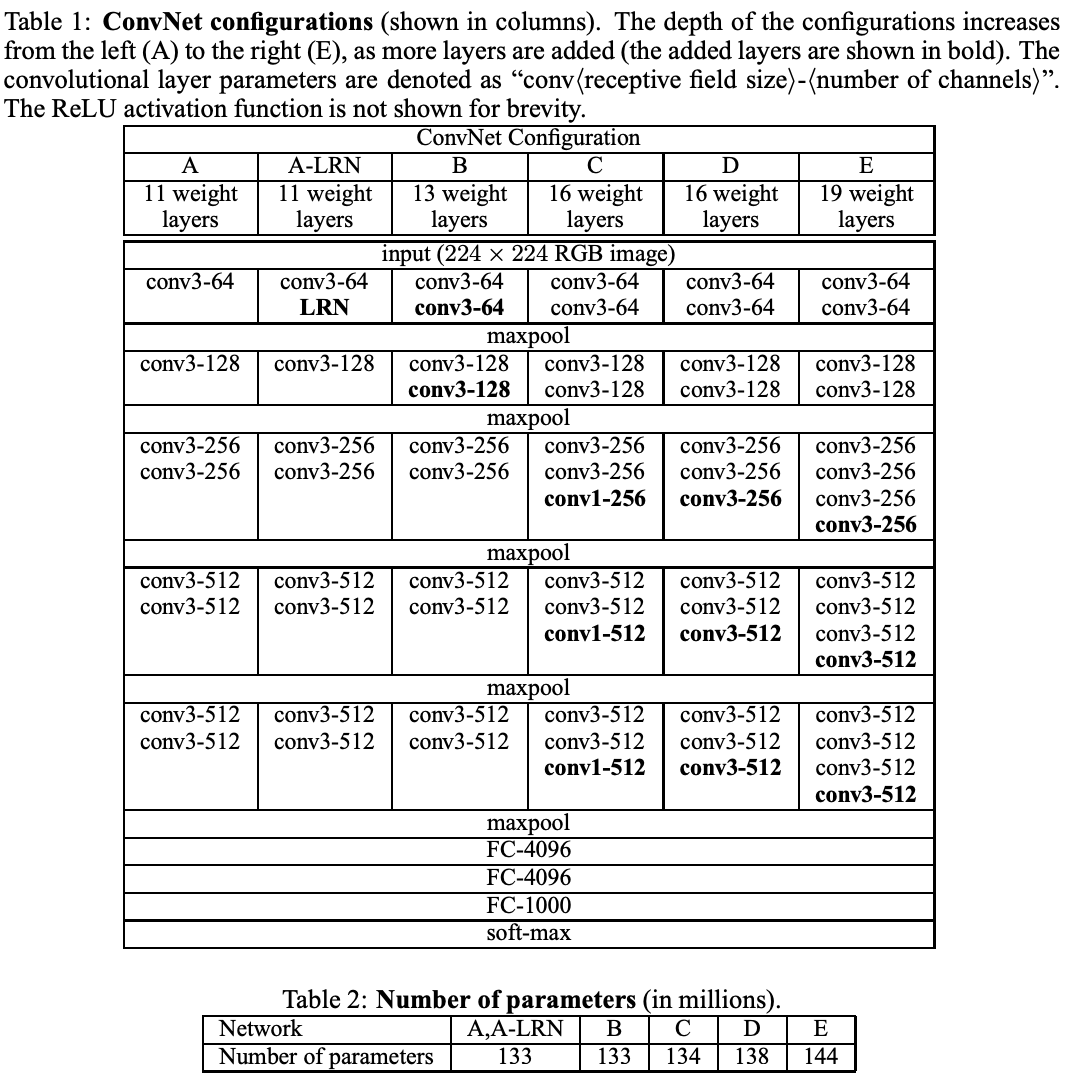 Table 1: ConvNet configurations (shown in columns). The depth of the configurations increases
from the left (A) to the right (E), as more layers are added (the added layers are shown in bold). The
convolutional layer parameters are denoted as “conv⟨receptive field size⟩-⟨number of channels⟩”.
The ReLU activation function is not shown for brevity.
ConvNet Configuration
A A-LRN B C D E
11 weight 11 weight 13 weight 16 weight 16 weight 19 weight
layers layers layers layers layers layers
input (224 × 224 RGB image)
conv3-64 conv3-64 conv3-64 conv3-64 conv3-64 conv3-64
LRN conv3-64 conv3-64 conv3-64 conv3-64
maxpool
conv3-128 conv3-128 conv3-128 conv3-128 conv3-128 conv3-128
conv3-128 conv3-128 conv3-128 conv3-128
maxpool
conv3-256 conv3-256 conv3-256 conv3-256 conv3-256 conv3-256
conv3-256 conv3-256 conv3-256 conv3-256 conv3-256 conv3-256
conv1-256 conv3-256 conv3-256
conv3-256
maxpool
conv3-512 conv3-512 conv3-512 conv3-512 conv3-512 conv3-512
conv3-512 conv3-512 conv3-512 conv3-512 conv3-512 conv3-512
conv1-512 conv3-512 conv3-512
conv3-512
maxpool
conv3-512 conv3-512 conv3-512 conv3-512 conv3-512 conv3-512
conv3-512 conv3-512 conv3-512 conv3-512 conv3-512 conv3-512
conv1-512 conv3-512 conv3-512
conv3-512
maxpool
FC-4096
FC-4096
FC-1000
soft-max
Table 2: Number of parameters (in millions).
Network A,A-LRN B C D E
Number of parameters 133 133 134 138 144